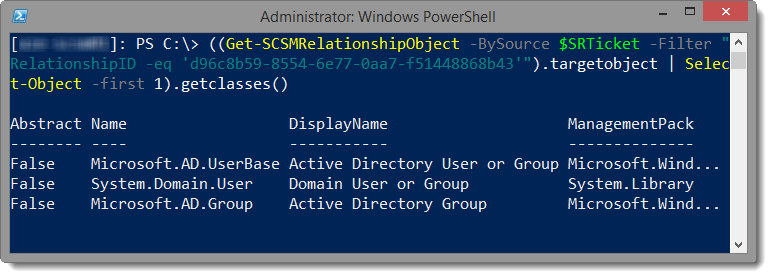 Administrator: Windows PowerShell
[]: PS C:\> ((Get-SCSMRelationshipObject -BySource $SRTicket -Filter "
RelationshipID -eq 'd96c8b59-8554-6e77-0aa7-f51448868b43'").targetobject | Selec
t-Object -first 1).getclasses()
Abstract Name DisplayName ManagementPack
-------- ---- ----------- --------------
False Microsoft.AD.UserBase Active Directory User or Group Microsoft.Wind...
False System.Domain.User Domain User or Group System.Library
False Microsoft.AD.Group Active Directory Group Microsoft.Wind...